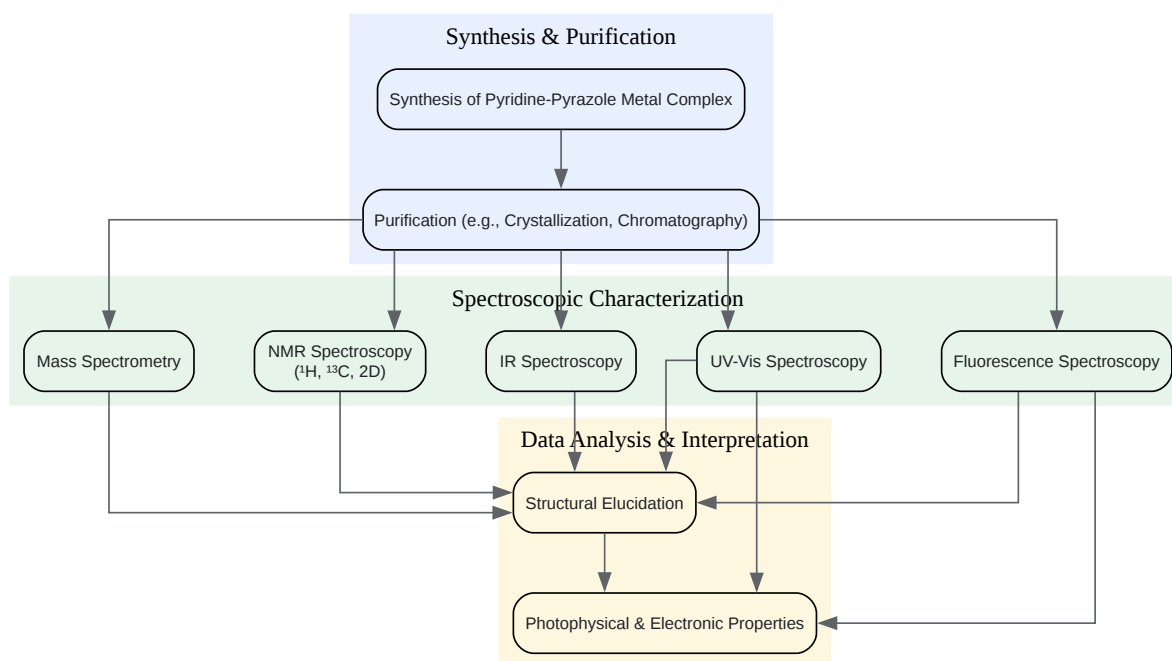 Synthesis & Purification
Synthesis of Pyridine-Pyrazole Metal Complex
Purification (e.g., Crystallization, Chromatography)
Spectroscopic Characterization
Mass Spectrometry
NMR Spectroscopy
(¹H, ¹³C, 2D)
IR Spectroscopy
UV-Vis Spectroscopy
Fluorescence Spectroscopy
Data Analysis & Interpretation
Structural Elucidation
Photophysical & Electronic Properties